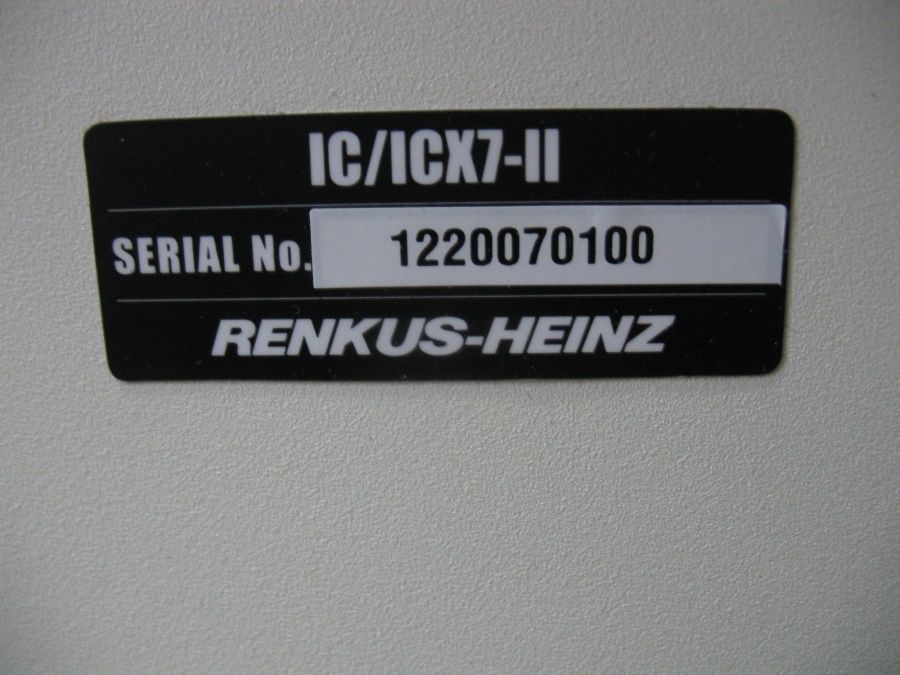 IC/ICX7-II
SERIAL No. 1220070100
RENKUS-HEINZ